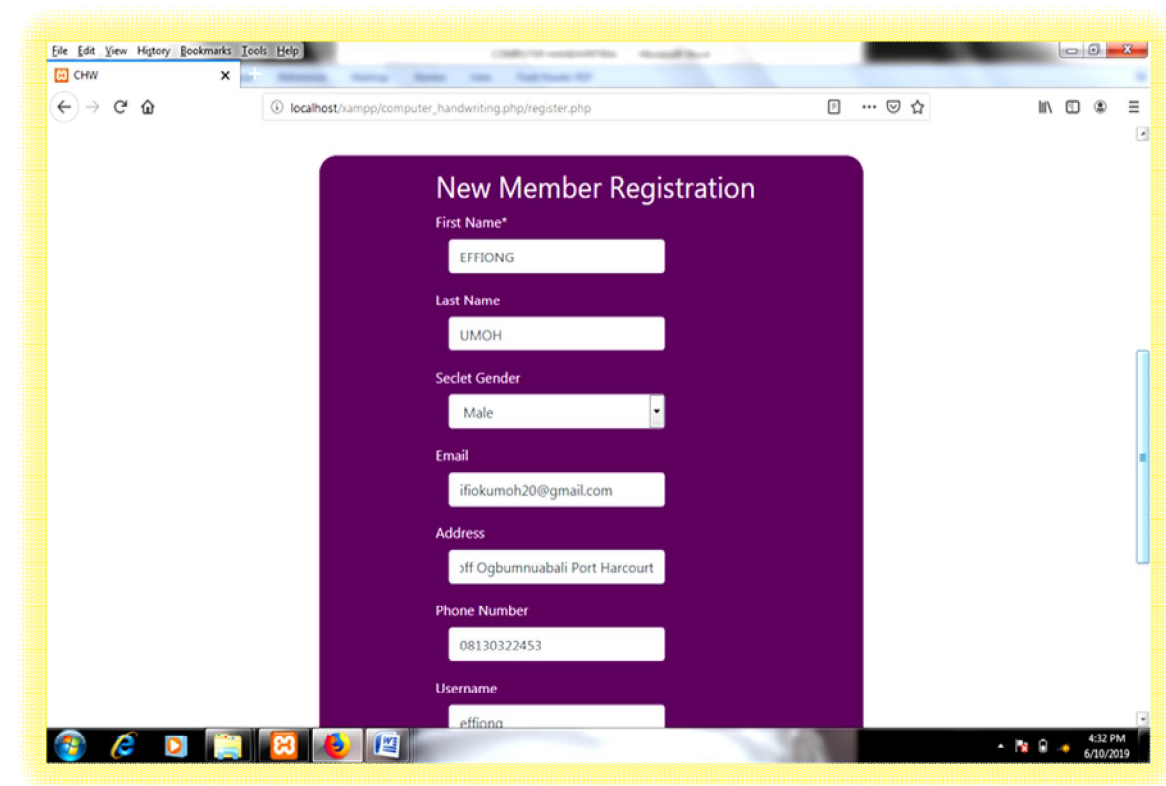 File Edit View History Bookmarks Tools Help
CHW
localhost/xampp/computer_handwriting.php/register.php
New Member Registration
First Name*
EFFIONG
Last Name
UMOH
Seclet Gender
Male
Email
ifiokumoh20@gmail.com
Address
off Ogbumnuabali Port Harcourt
Phone Number
08130322453
Username
effiong
4:32 PM
6/10/2019